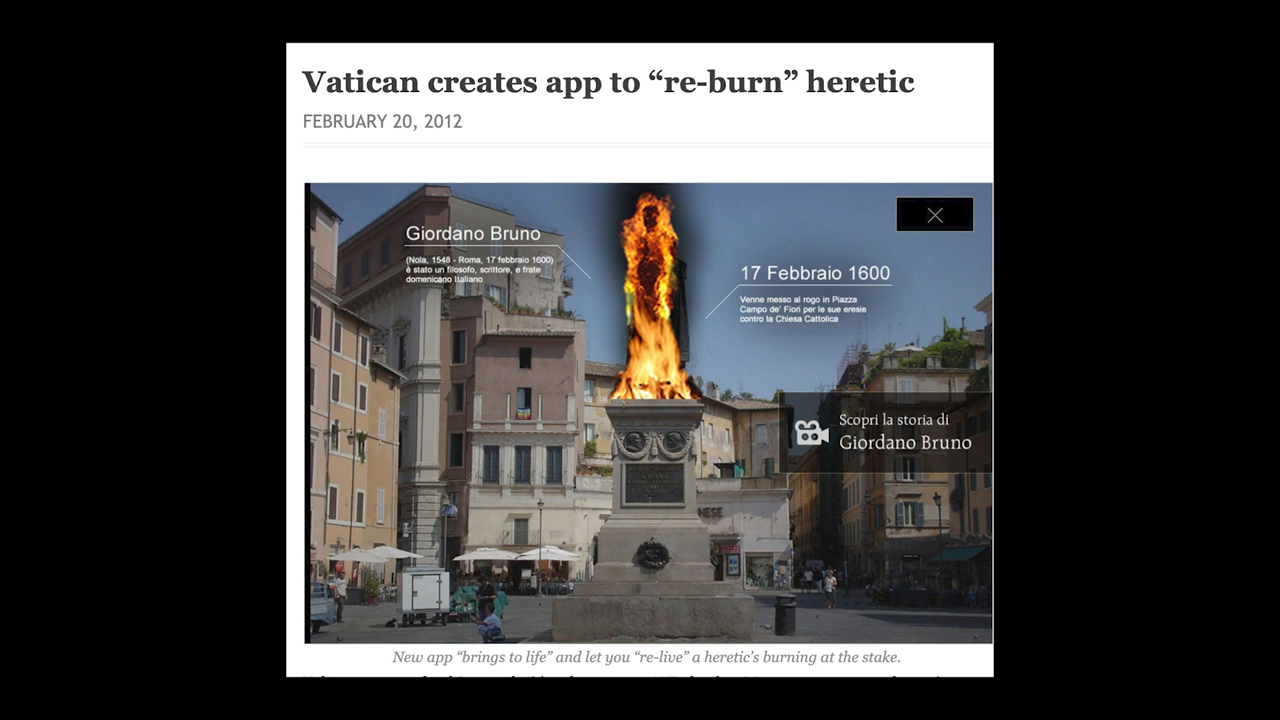 Vatican creates app to “re-burn” heretic
FEBRUARY 20, 2012
Giordano Bruno
(Nola, 1548 - Roma, 17 febbraio 1600)
è stato un filosofo, scrittore, e frate
domenicano Italiano
17 Febbraio 1600
Venne messo al rogo in Piazza
Campo de' Fiori per le sue eresie
contro la Chiesa Cattolica
Scopri la storia di
Giordano Bruno
New app “brings to life” and let you “re-live” a heretic’s burning at the stake.